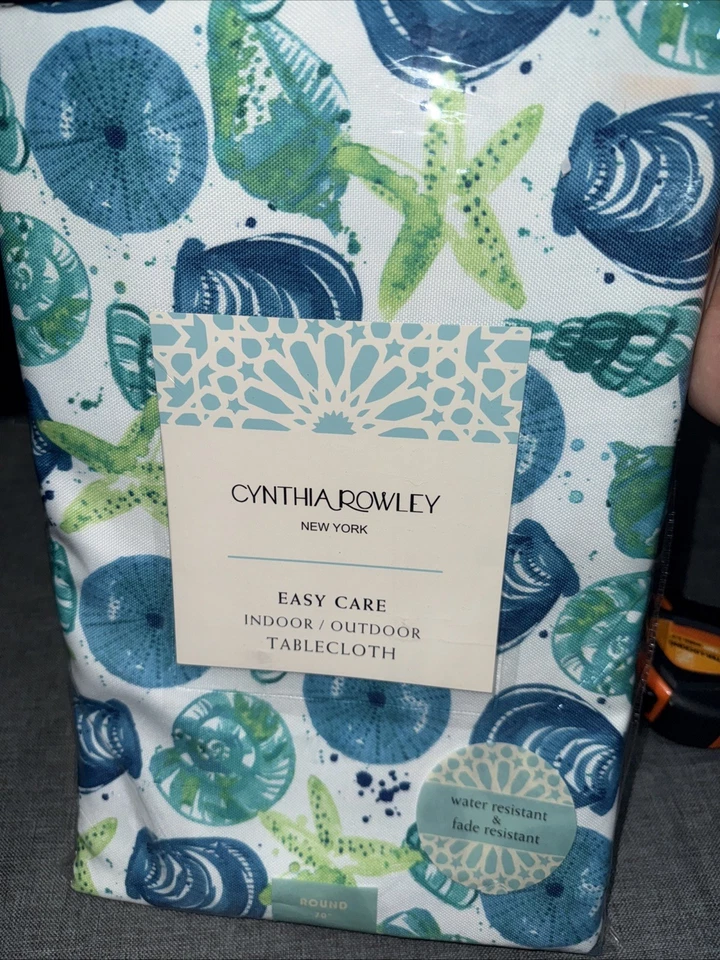 CYNTHIA ROWLEY
NEW YORK
EASY CARE
INDOOR / OUTDOOR
TABLECLOTH
water resistant
&
fade resistant
ROUND